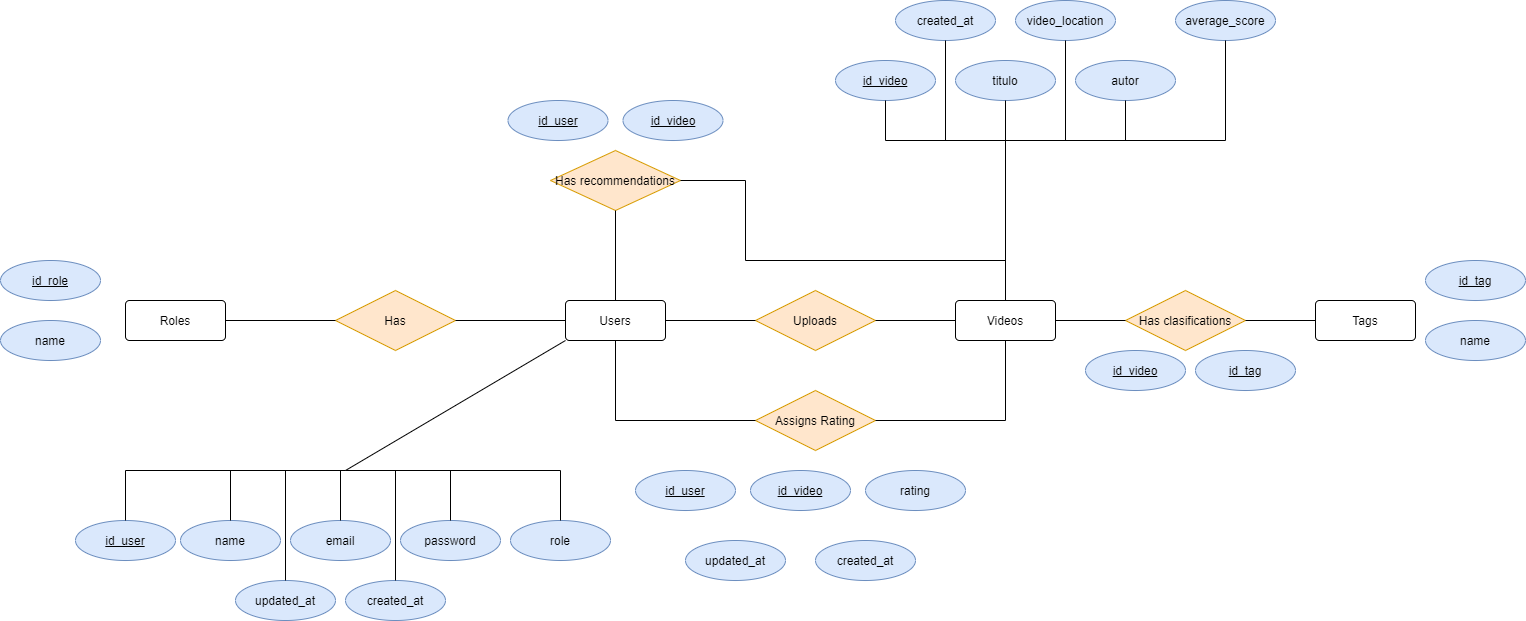 created_at
video_location
average_score
id_video
titulo
autor
id_user
id_video
Has recommendations
id_role
name
Roles
Has
Users
Uploads
Videos
Has clasifications
Tags
id_tag
name
id_video
id_tag
Assigns Rating
id_user
id_video
rating
updated_at
created_at
id_user
name
email
password
role
updated_at
created_at